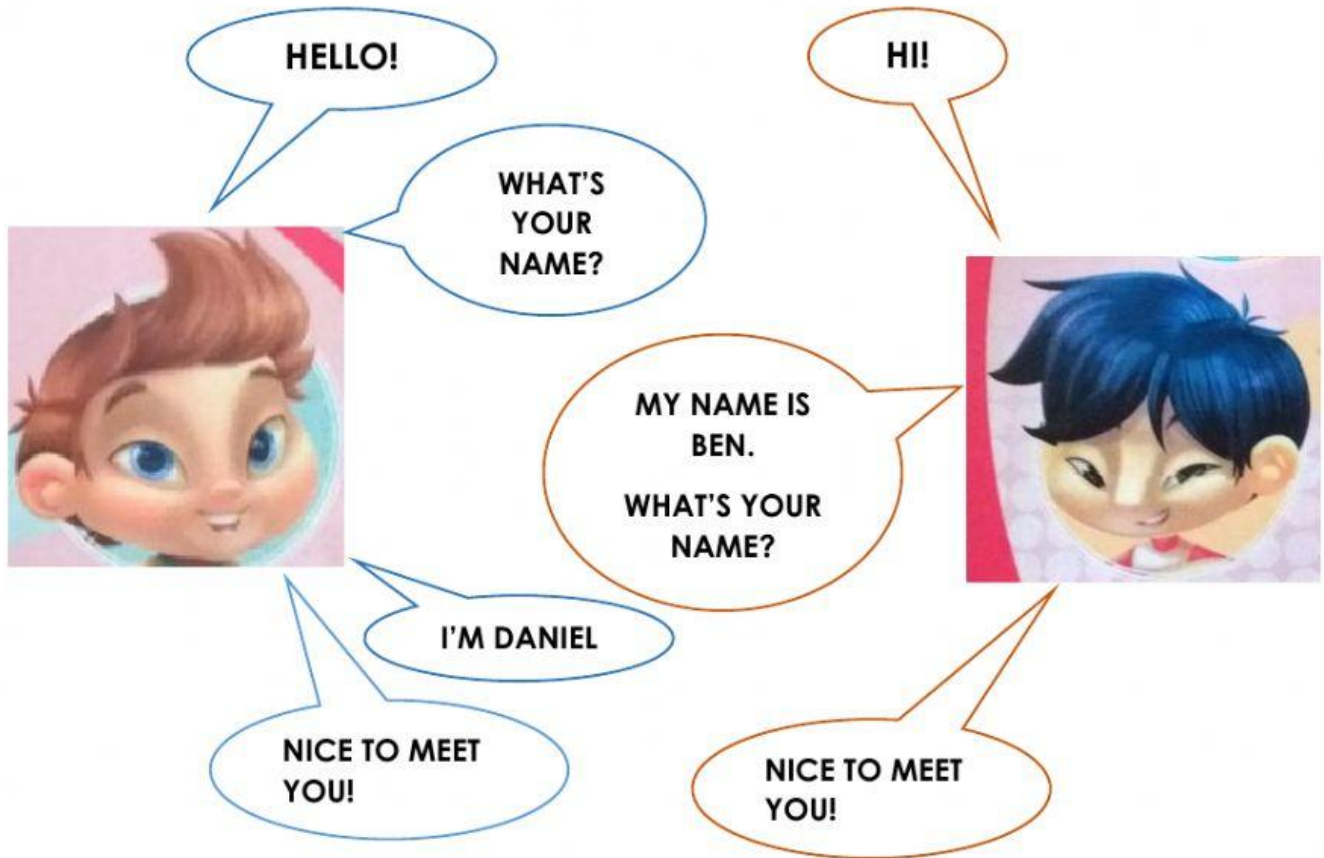 HELLO!
HI!
WHAT'S
YOUR
NAME?
MY NAME IS
BEN.
WHAT'S YOUR
NAME?
I'M DANIEL
NICE TO MEET
YOU!
NICE TO MEET
YOU!